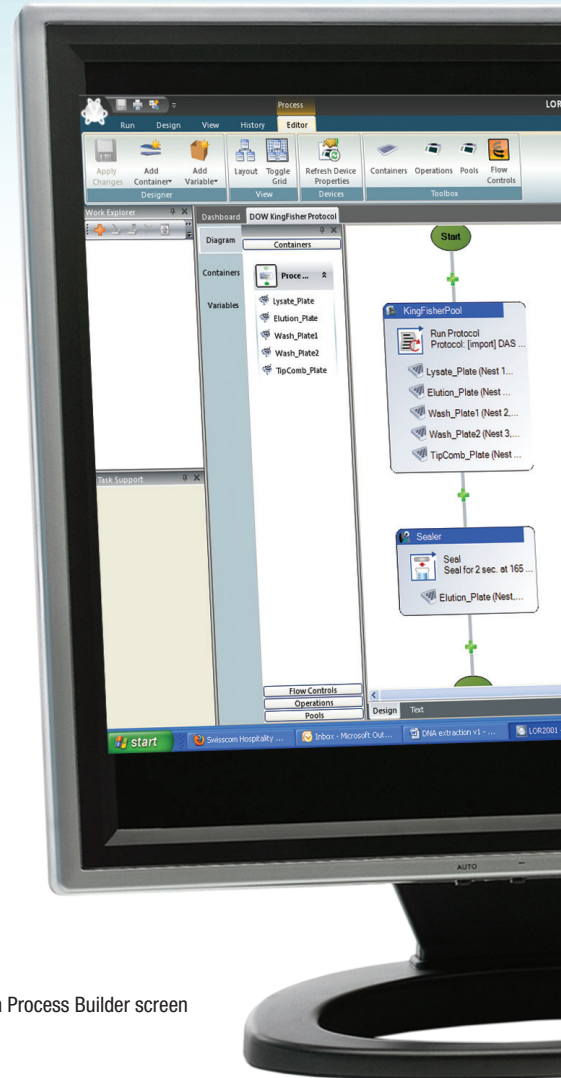 Process
LOR
Run Design View History Editor
Apply Changes
Add Container
Add Variable
Layout
Toggle Grid
Refresh Device Properties
Containers Operations Pools
Flow Controls
Designer View Devices Toolbox
Work Explorer
Dashboard DOW KingFisher Protocol
Diagram
Containers
Variables
Containers
Proce ...
Lysate_Plate
Elution_Plate
Wash_Plate1
Wash_Plate2
TipComb_Plate
Flow Controls
Operations
Pools
Task Support
Start
KingFisherPool
Run Protocol
Protocol: [import] DAS ...
Lysate_Plate (Nest 1...
Elution_Plate (Nest ...
Wash_Plate1 (Nest 2,...
Wash_Plate2 (Nest 3,...
TipComb_Plate (Nest ...
Sealer
Seal
Seal for 2 sec. at 165 ...
Elution_Plate (Nest,...
Design Text
start
Swisscom Hospitality ...
Inbox - Microsoft Out...
DNA extraction v1 - ...
LOR2001
AUTO
Process Builder screen